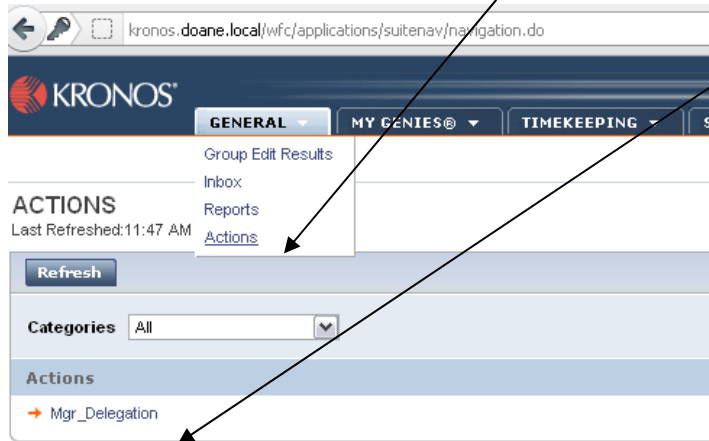 kronos.doane.local/wfc/applications/suitenav/navigation.do
KRONOS®
GENERAL MY GENIES® TIMEKEEPING S
Group Edit Results
Inbox
Reports
Actions
ACTIONS
Last Refreshed:11:47 AM
Refresh
Categories All
Actions
Mgr_Delegation